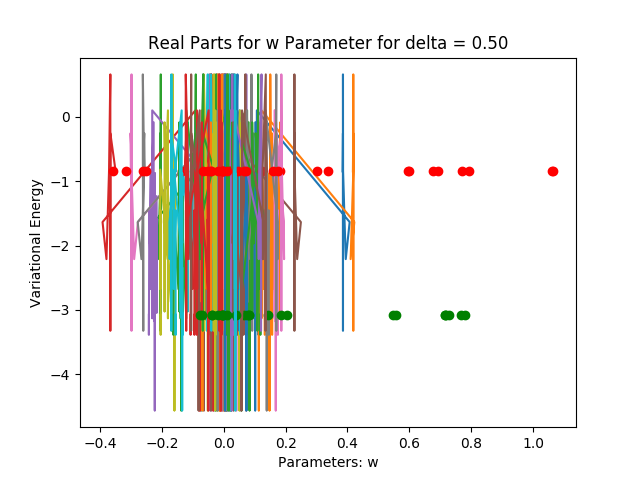 Real Parts for w Parameter for delta = 0.50
Variational Energy
0
−1
−2
−3
−4
−0.4 −0.2 0.0 0.2 0.4 0.6 0.8 1.0
Parameters: w